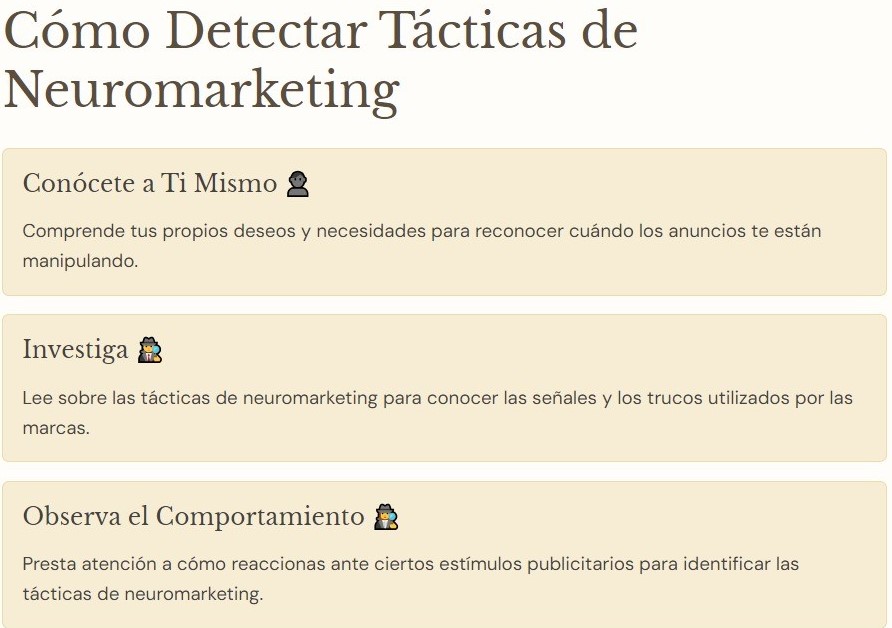 Cómo Detectar Tácticas de
Neuromarketing
Conócete a Ti Mismo
Comprende tus propios deseos y necesidades para reconocer cuándo los anuncios te están
manipulando.
Investiga
Lee sobre las tácticas de neuromarketing para conocer las señales y los trucos utilizados por las
marcas.
Observa el Comportamiento
Presta atención a cómo reaccionas ante ciertos estímulos publicitarios para identificar las
tácticas de neuromarketing.